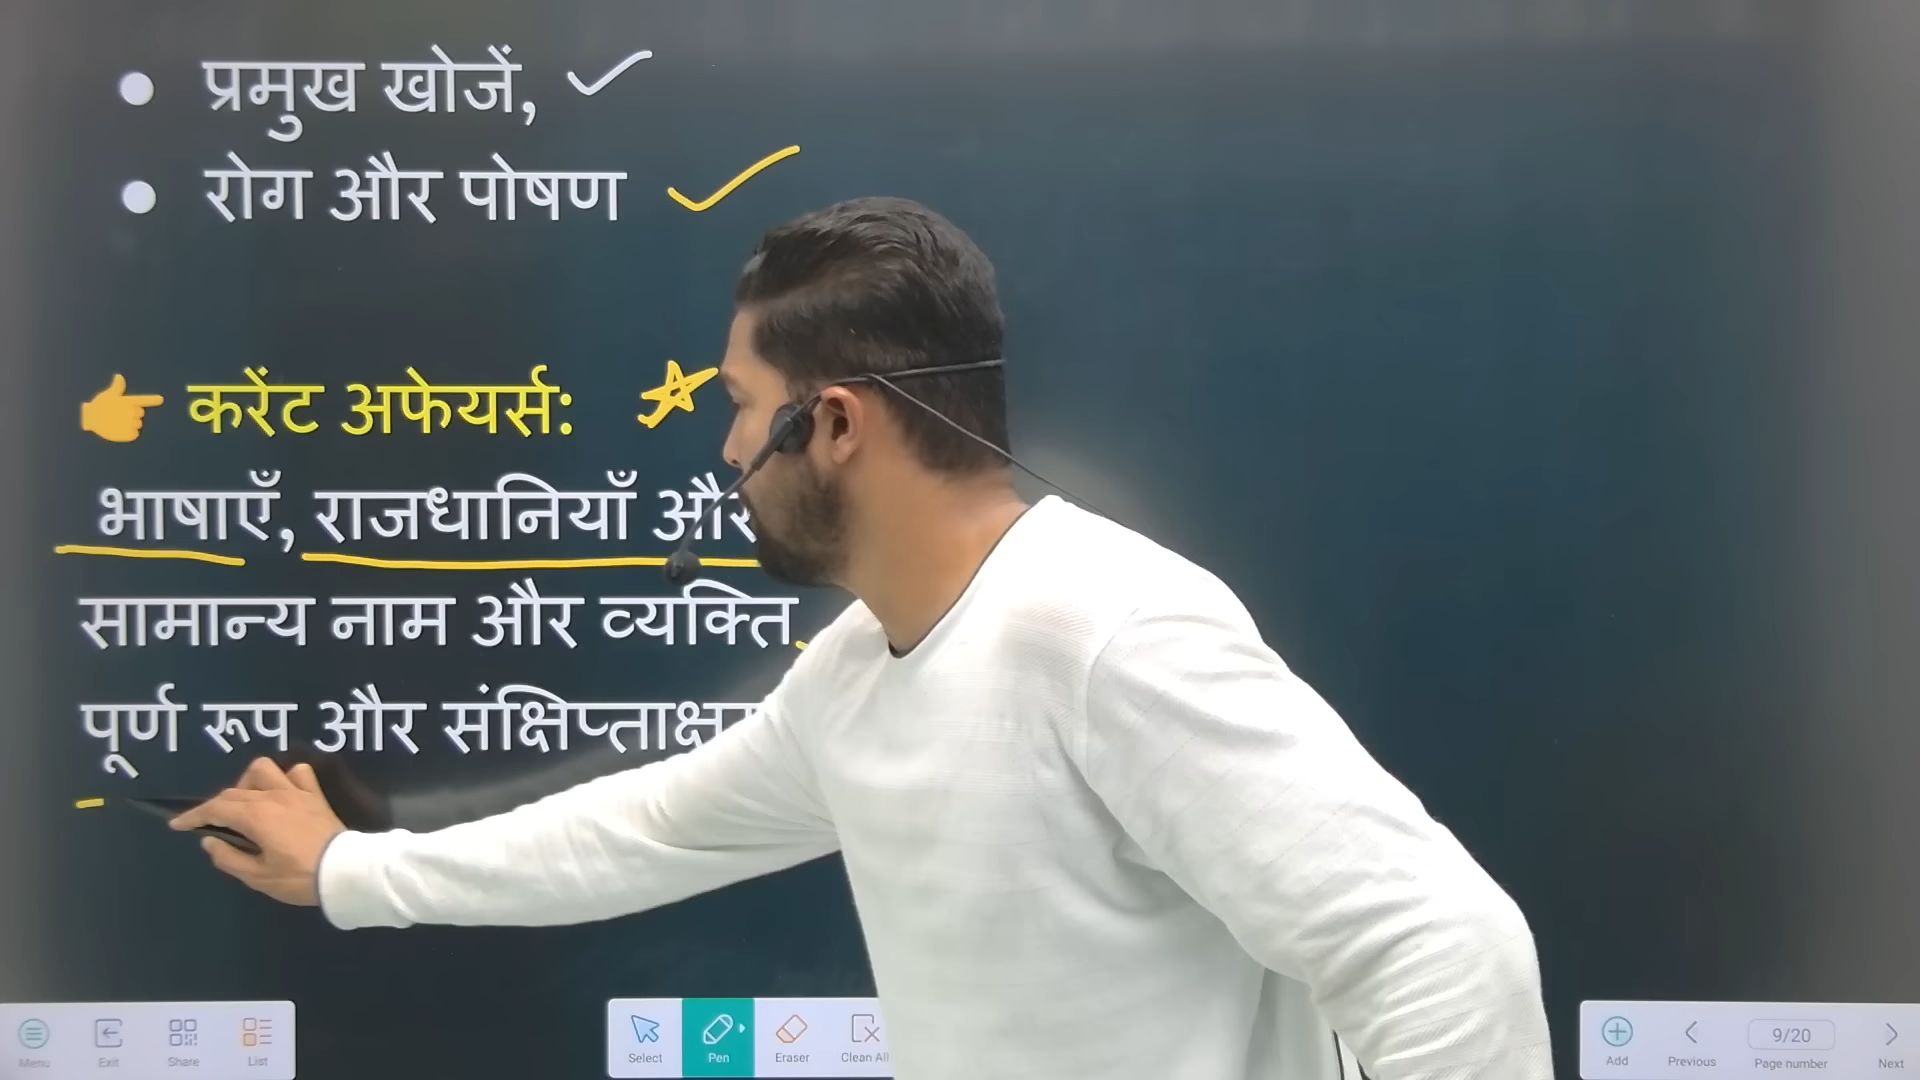 ● प्रमुख खोजें,
● रोग और पोषण
👉 करेंट अफेयर्स:
भाषाएँ, राजधानियाँ और
सामान्य नाम और व्यक्ति
पूर्ण रूप और
Menu Exit Share List
Select Pen Eraser Clean All
Add Previous 9/20 Page number Next